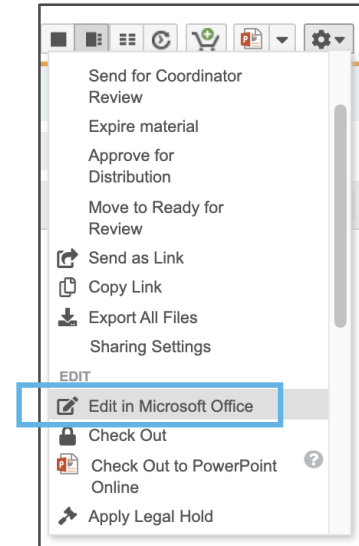 Send for Coordinator
Review
Expire material
Approve for
Distribution
Move to Ready for
Review
Send as Link
Copy Link
Export All Files
Sharing Settings
EDIT
Edit in Microsoft Office
Check Out
Check Out to PowerPoint
Online
Apply Legal Hold